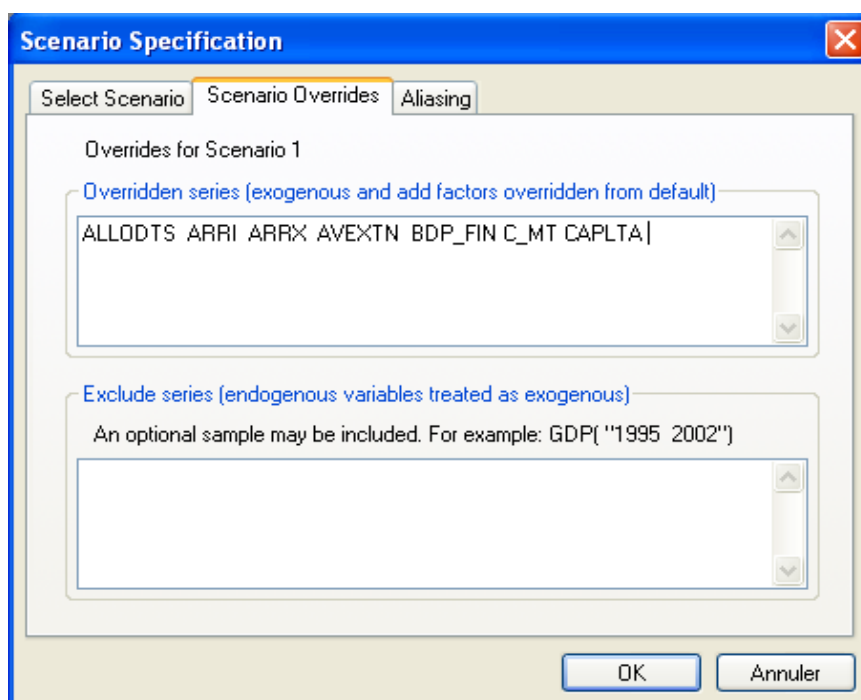 Scenario Specification
Select Scenario Scenario Overrides Aliasing
Overrides for Scenario 1
Overridden series (exogenous and add factors overridden from default)
ALLODTS ARRI ARRX AVEXTN BDP_FIN C_MT CAPLTA
Exclude series (endogenous variables treated as exogenous)
An optional sample may be included. For example: GDP( "1995 2002")
OK Annuler